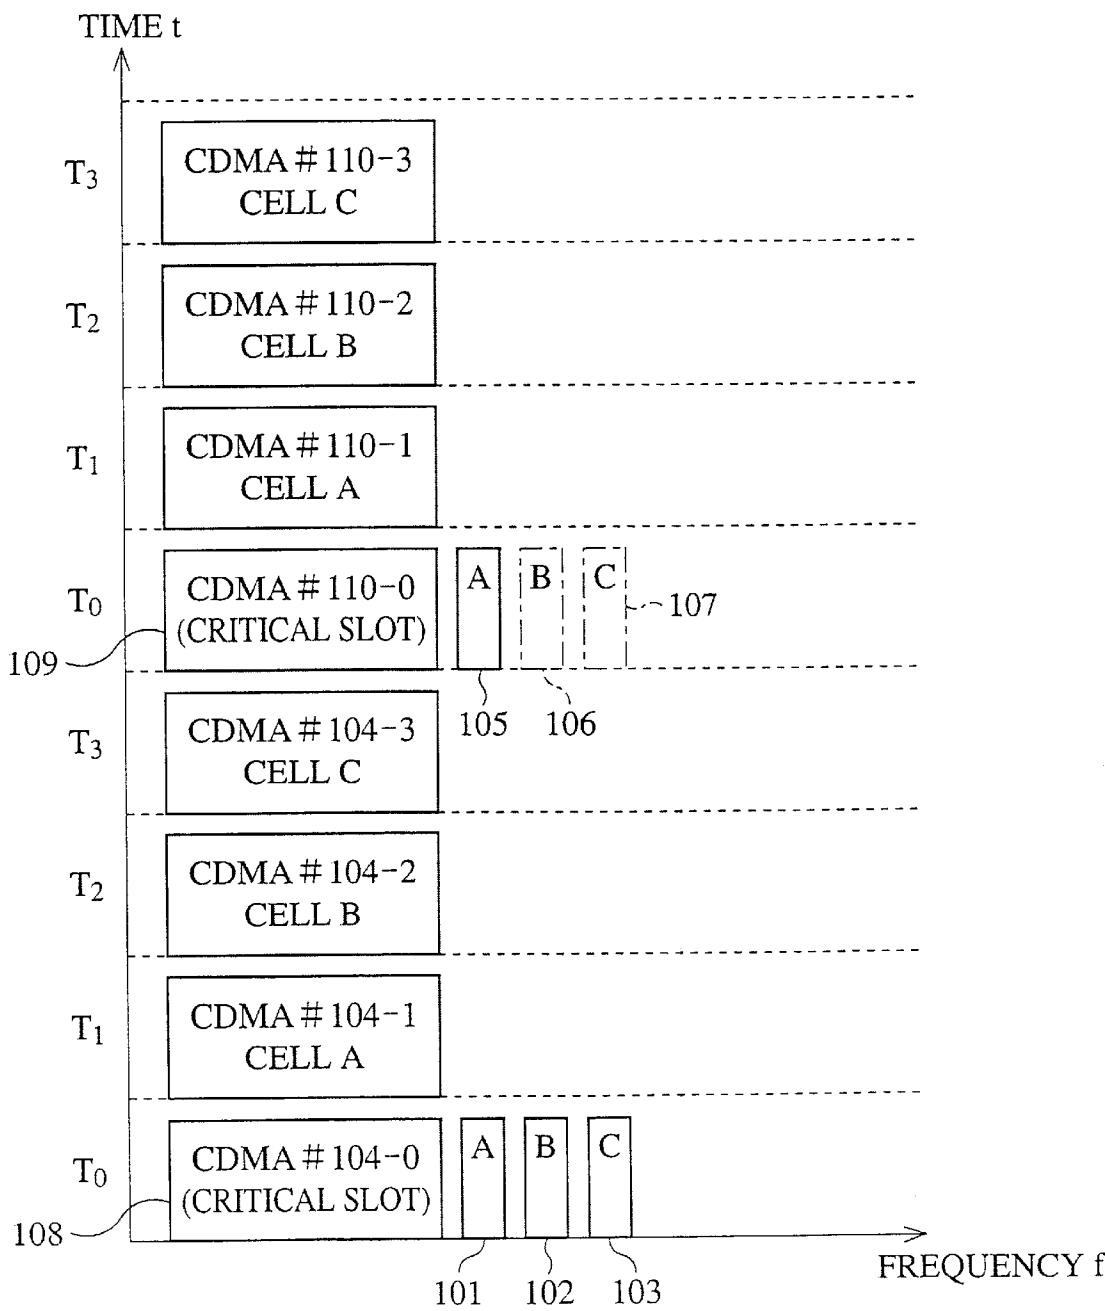 TIME t
T3
CDMA # 110-3
CELL C
T2
CDMA # 110-2
CELL B
T1
CDMA # 110-1
CELL A
T0
CDMA # 110-0
(CRITICAL SLOT)
A
B
C
107
109
105
106
T3
CDMA # 104-3
CELL C
T2
CDMA # 104-2
CELL B
T1
CDMA # 104-1
CELL A
T0
CDMA # 104-0
(CRITICAL SLOT)
A
B
C
108
101
102
103
FREQUENCY f